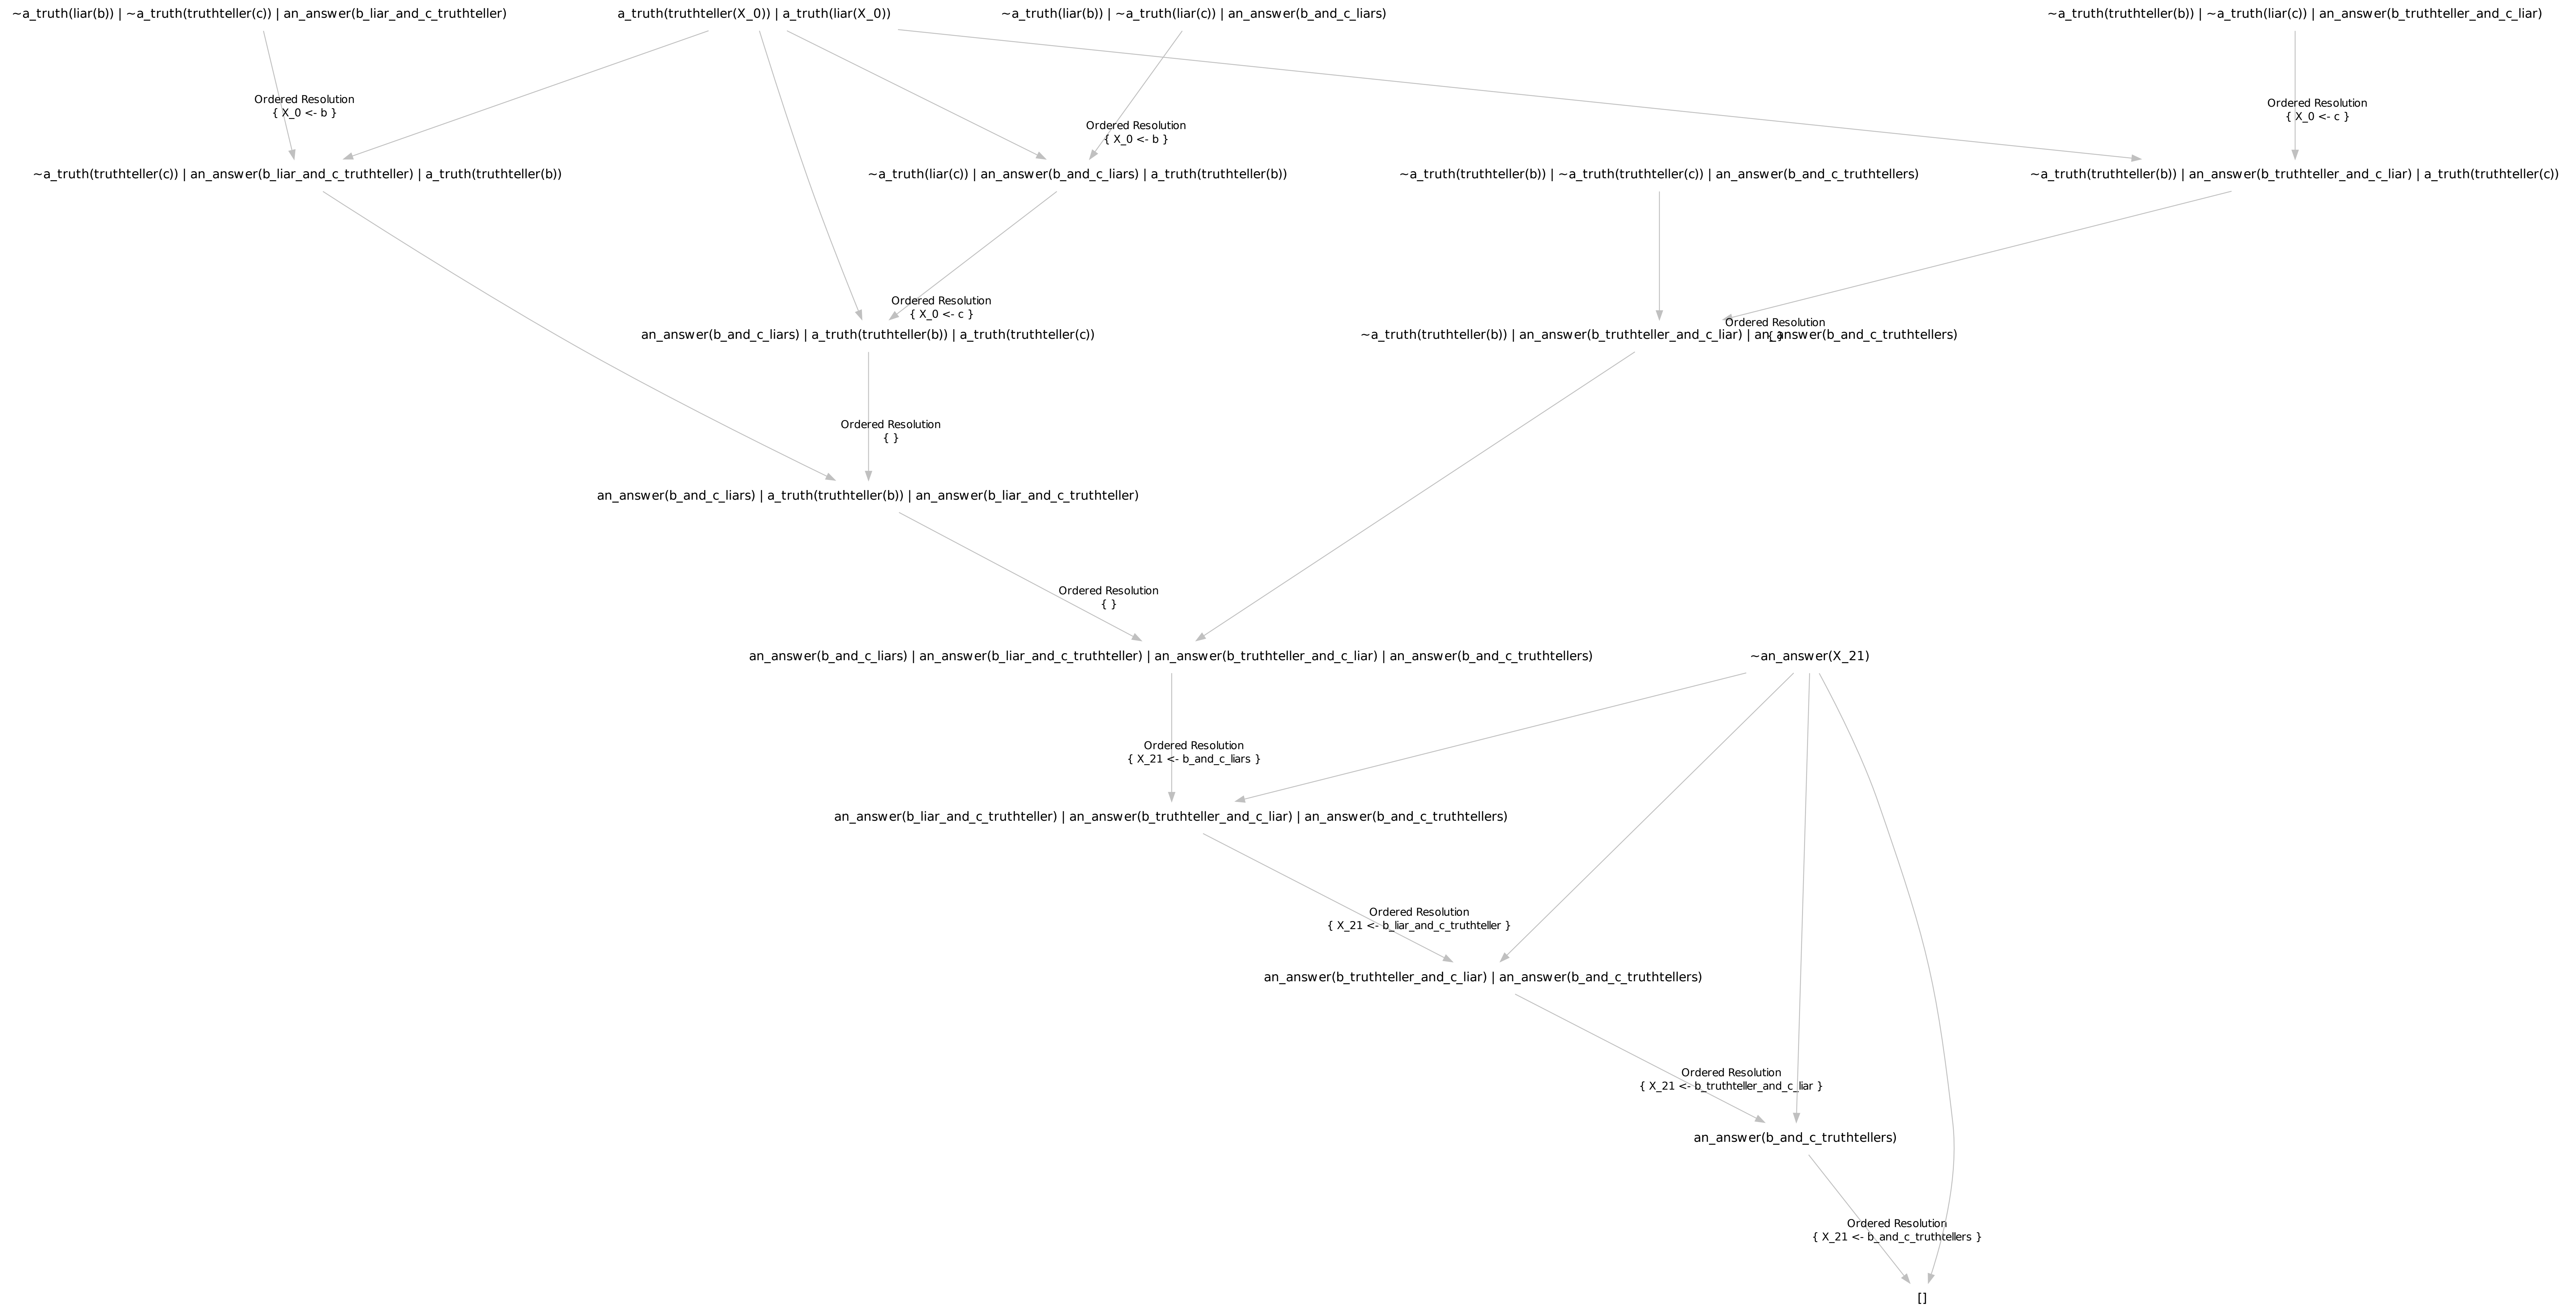 ~a_truth(liar(b)) | ~a_truth(truthteller(c)) | an_answer(b_liar_and_c_truthteller)
a_truth(truthteller(X_0)) | a_truth(liar(X_0))
~a_truth(liar(b)) | ~a_truth(liar(c)) | an_answer(b_and_c_liars)
~a_truth(truthteller(b)) | ~a_truth(liar(c)) | an_answer(b_truthteller_and_c_liar)
Ordered Resolution
{ X_0 <- b }
Ordered Resolution
{ X_0 <- b }
Ordered Resolution
{ X_0 <- c }
~a_truth(truthteller(c)) | an_answer(b_liar_and_c_truthteller) | a_truth(truthteller(b))
~a_truth(liar(c)) | an_answer(b_and_c_liars) | a_truth(truthteller(b))
~a_truth(truthteller(b)) | ~a_truth(truthteller(c)) | an_answer(b_and_c_truthtellers)
~a_truth(truthteller(b)) | an_answer(b_truthteller_and_c_liar) | a_truth(truthteller(c))
Ordered Resolution
{ X_0 <- c }
Ordered Resolution
{ }
an_answer(b_and_c_liars) | a_truth(truthteller(b)) | a_truth(truthteller(c))
~a_truth(truthteller(b)) | an_answer(b_truthteller_and_c_liar) | an_answer(b_and_c_truthtellers)
Ordered Resolution
{ }
an_answer(b_and_c_liars) | a_truth(truthteller(b)) | an_answer(b_liar_and_c_truthteller)
Ordered Resolution
{ }
an_answer(b_and_c_liars) | an_answer(b_liar_and_c_truthteller) | an_answer(b_truthteller_and_c_liar) | an_answer(b_and_c_truthtellers)
~an_answer(X_21)
Ordered Resolution
{ X_21 <- b_and_c_liars }
an_answer(b_liar_and_c_truthteller) | an_answer(b_truthteller_and_c_liar) | an_answer(b_and_c_truthtellers)
Ordered Resolution
{ X_21 <- b_liar_and_c_truthteller }
an_answer(b_truthteller_and_c_liar) | an_answer(b_and_c_truthtellers)
Ordered Resolution
{ X_21 <- b_truthteller_and_c_liar }
an_answer(b_and_c_truthtellers)
Ordered Resolution
{ X_21 <- b_and_c_truthtellers }
[]